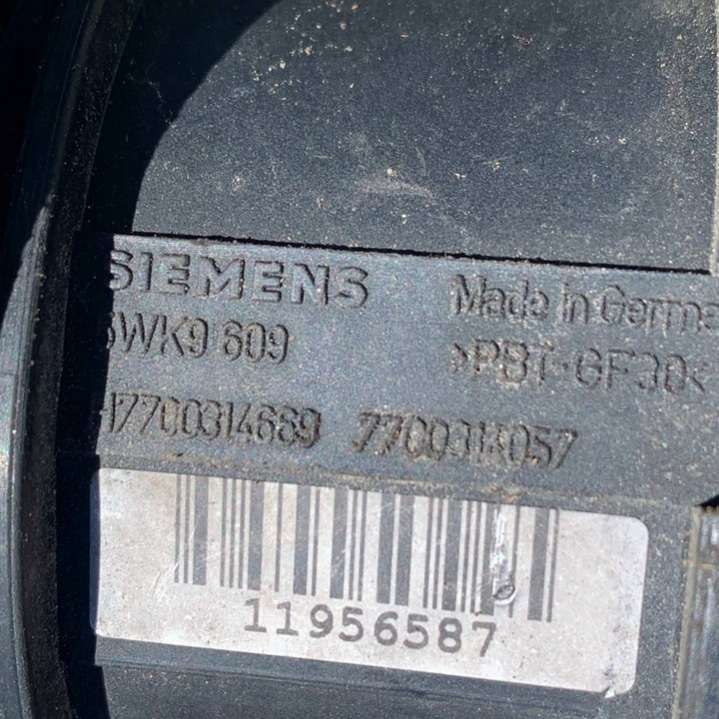 SIEMENS
5WK9 609
H7700314669 7700314057
Made in Germa
>PBT-GF30<
11956587